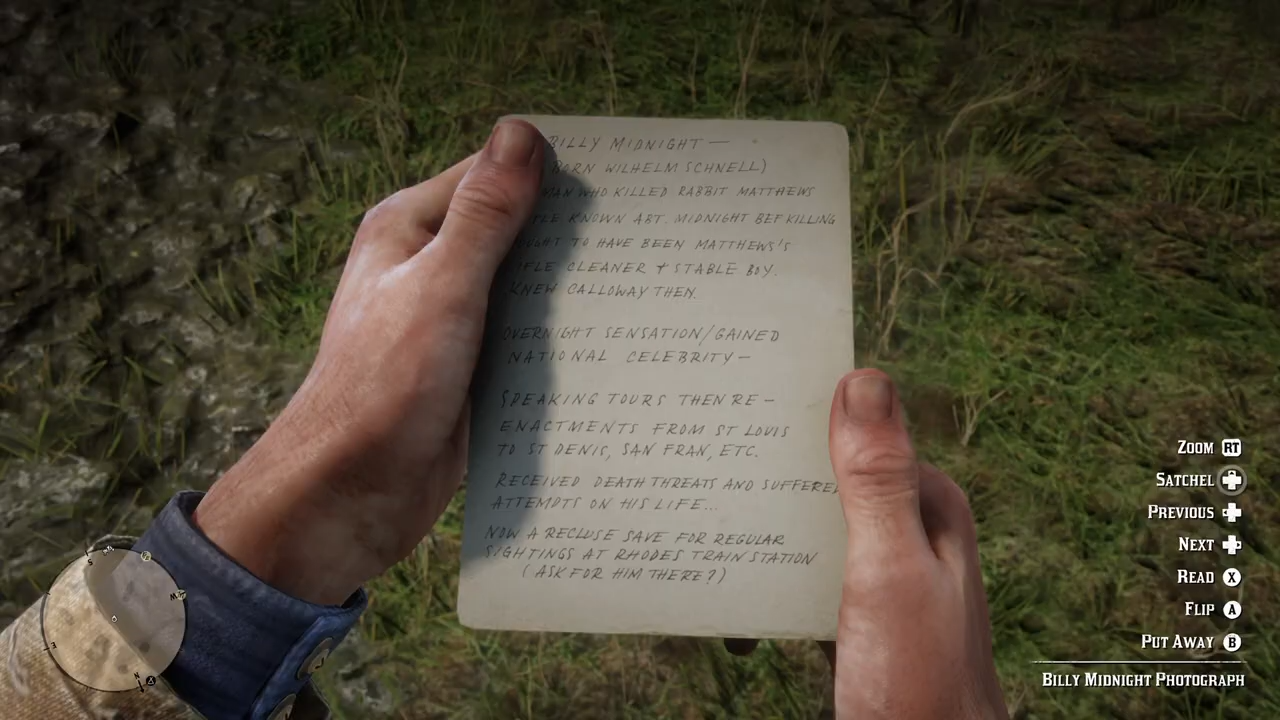 BILLY MIDNIGHT —
BORN WILHELM SCHNELL)
MAN WHO KILLED RABBIT MATTHEWS
KNOWN ABT. MIDNIGHT BEF KILLING
TO HAVE BEEN MATTHEWS'S
CLEANER + STABLE BOY.
KNEW CALLOWAY THEN.
OVERNIGHT SENSATION/GAINED
NATIONAL CELEBRITY —
SPEAKING TOURS THEN RE-
ENACTMENTS FROM ST LOUIS
TO ST DENIS, SAN FRAN, ETC.
RECEIVED DEATH THREATS AND SUFFERED
ATTEMPTS ON HIS LIFE...
NOW A RECLUSE SAVE FOR REGULAR
SIGHTINGS AT RHODES TRAIN STATION
(ASK FOR HIM THERE?)
ZOOM RT
SATCHEL
PREVIOUS
NEXT
READ X
FLIP A
PUT AWAY B
BILLY MIDNIGHT PHOTOGRAPH
S
W
E
N